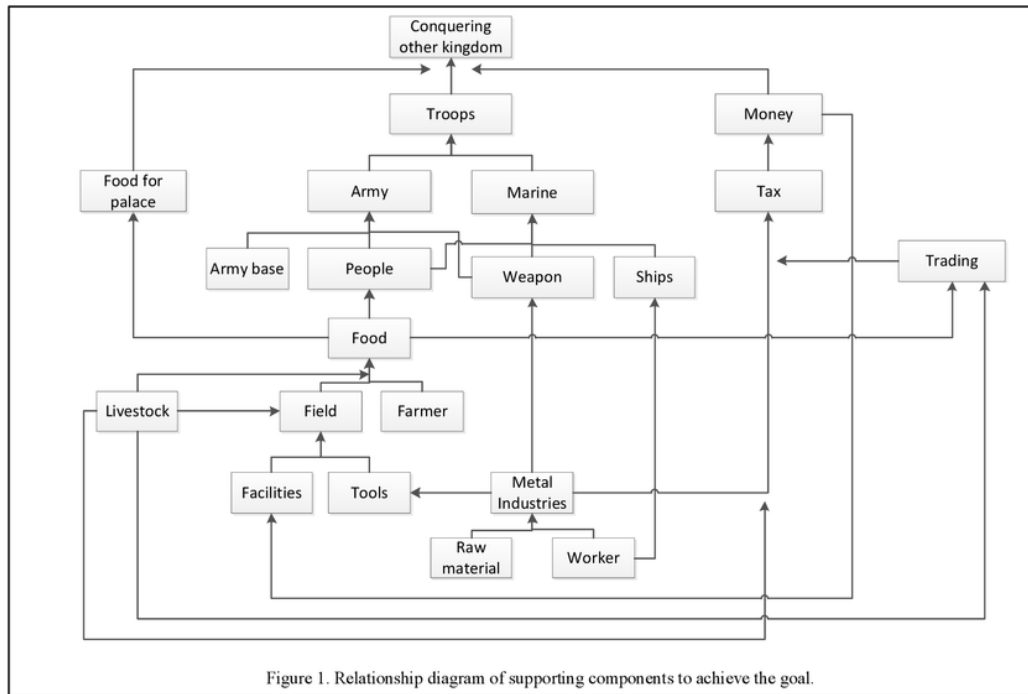 Conquering
other kingdom
Troops
Money
Food for
palace
Army
Marine
Tax
Army base
People
Weapon
Ships
Trading
Food
Livestock
Field
Farmer
Facilities
Tools
Metal
Industries
Raw
material
Worker
Figure 1. Relationship diagram of supporting components to achieve the goal.